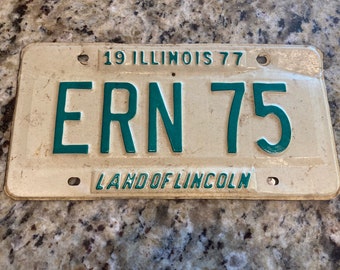 19 ILLINOIS 77
ERN 75
LAND OF LINCOLN